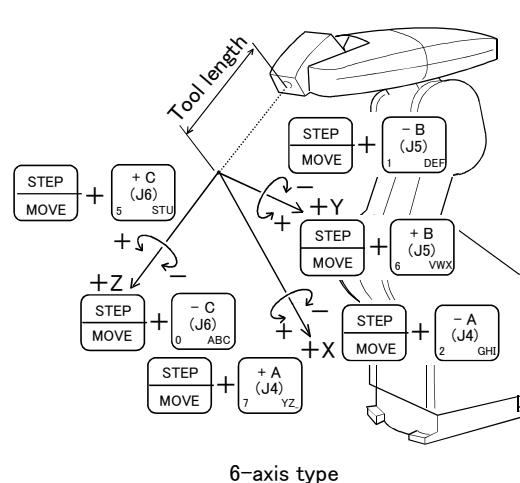 Tool length
STEP
MOVE
+
- B
(J5)
1 DEF
STEP
MOVE
+
+ C
(J6)
5 STU
-
+
+Y
STEP
MOVE
+
+ B
(J5)
6 VWX
+
-
+Z
STEP
MOVE
+
- C
(J6)
0 ABC
-
+
+X
STEP
MOVE
+
- A
(J4)
2 GHI
STEP
MOVE
+
+ A
(J4)
7 YZ_
6-axis type